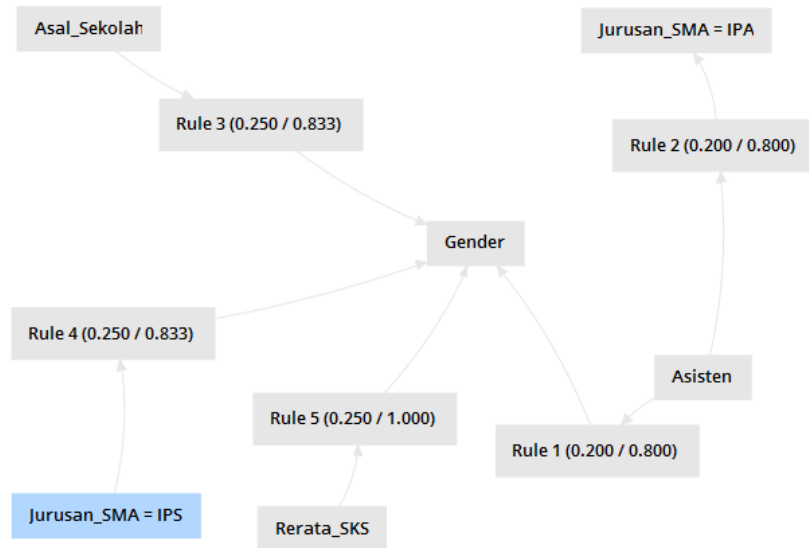 Asal_Sekolah
Jurusan_SMA = IPA
Rule 3 (0.250 / 0.833)
Rule 2 (0.200 / 0.800)
Gender
Rule 4 (0.250 / 0.833)
Asisten
Rule 5 (0.250 / 1.000)
Rule 1 (0.200 / 0.800)
Jurusan_SMA = IPS
Rerata_SKS